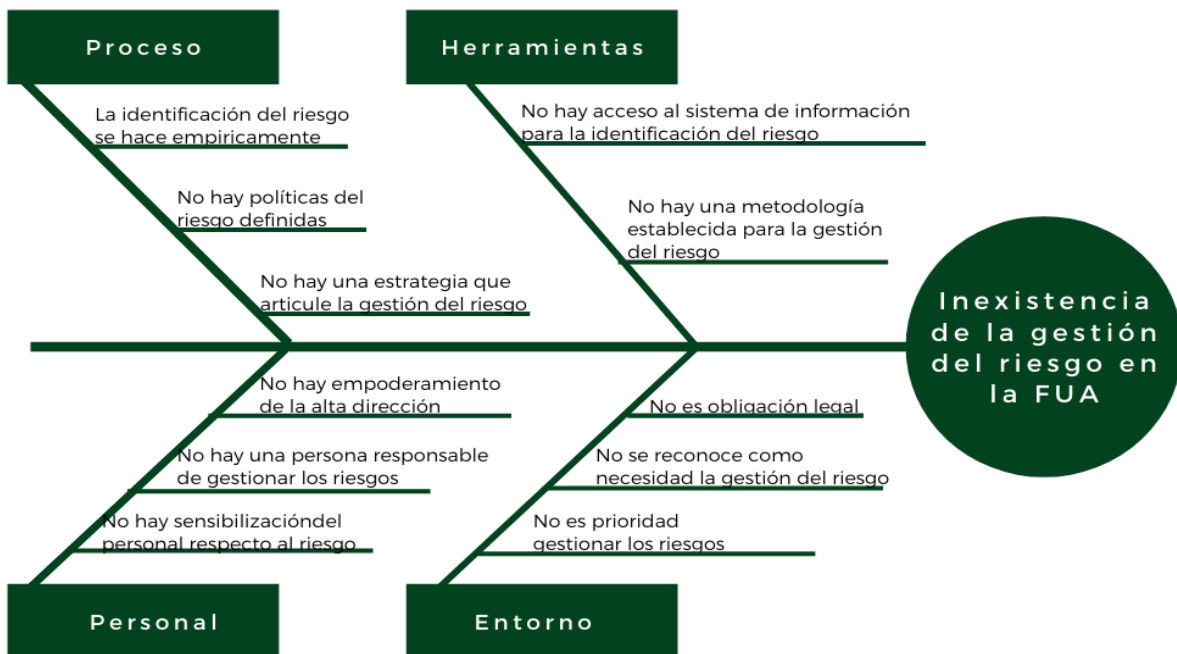 Proceso
La identificación del riesgo
se hace empiricamente
No hay políticas del
riesgo definidas
No hay una estrategia que
articule la gestión del riesgo
Herramientas
No hay acceso al sistema de información
para la identificación del riesgo
No hay una metodología
establecida para la gestión
del riesgo
Inexistencia
de la gestión
del riesgo en
la FUA
No hay empoderamiento
de la alta dirección
No hay una persona responsable
de gestionar los riesgos
No hay sensibilizacióndel
personal respecto al riesgo
Personal
No es obligación legal
No se reconoce como
necesidad la gestión del riesgo
No es prioridad
gestionar los riesgos
Entorno